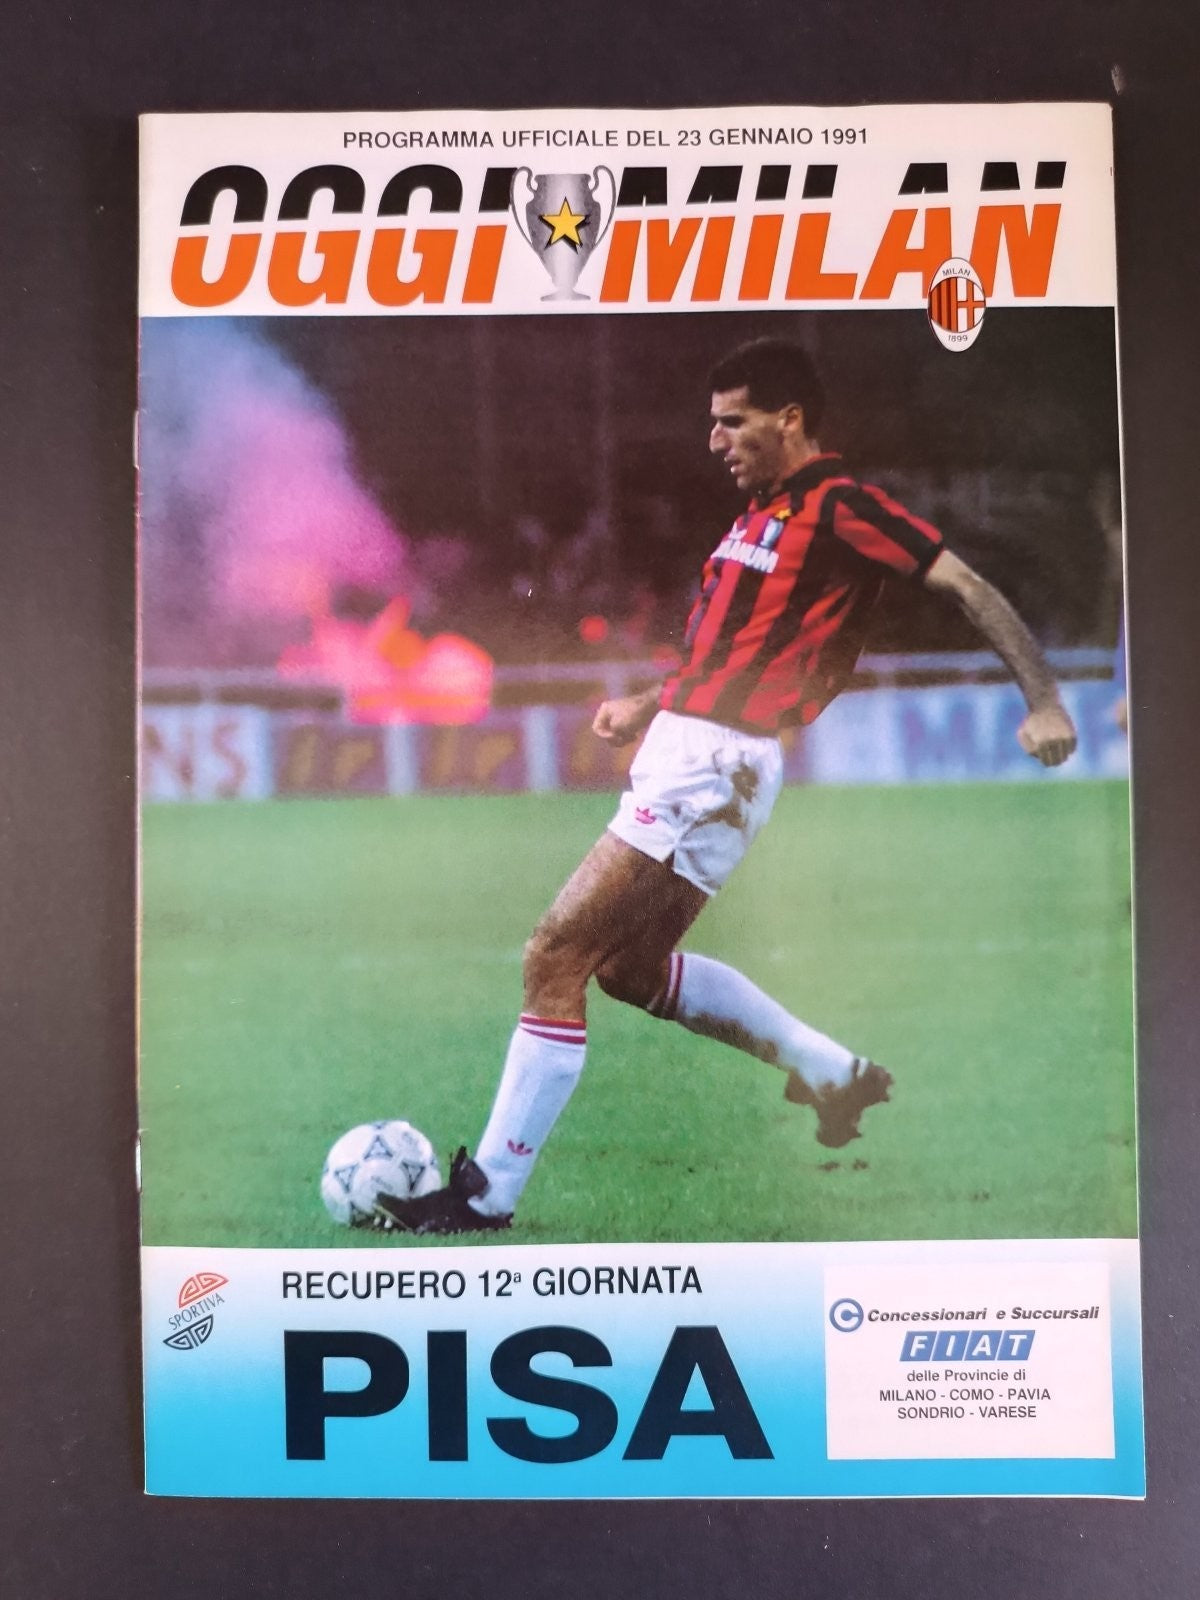 PROGRAMMA UFFICIALE DEL 23 GENNAIO 1991
OGGI MILAN
MILAN
1899
RECUPERO 12ª GIORNATA
PISA
SPORTIVA
Concessionari e Succursali
FIAT
delle Provincie di
MILANO - COMO - PAVIA
SONDRIO - VARESE